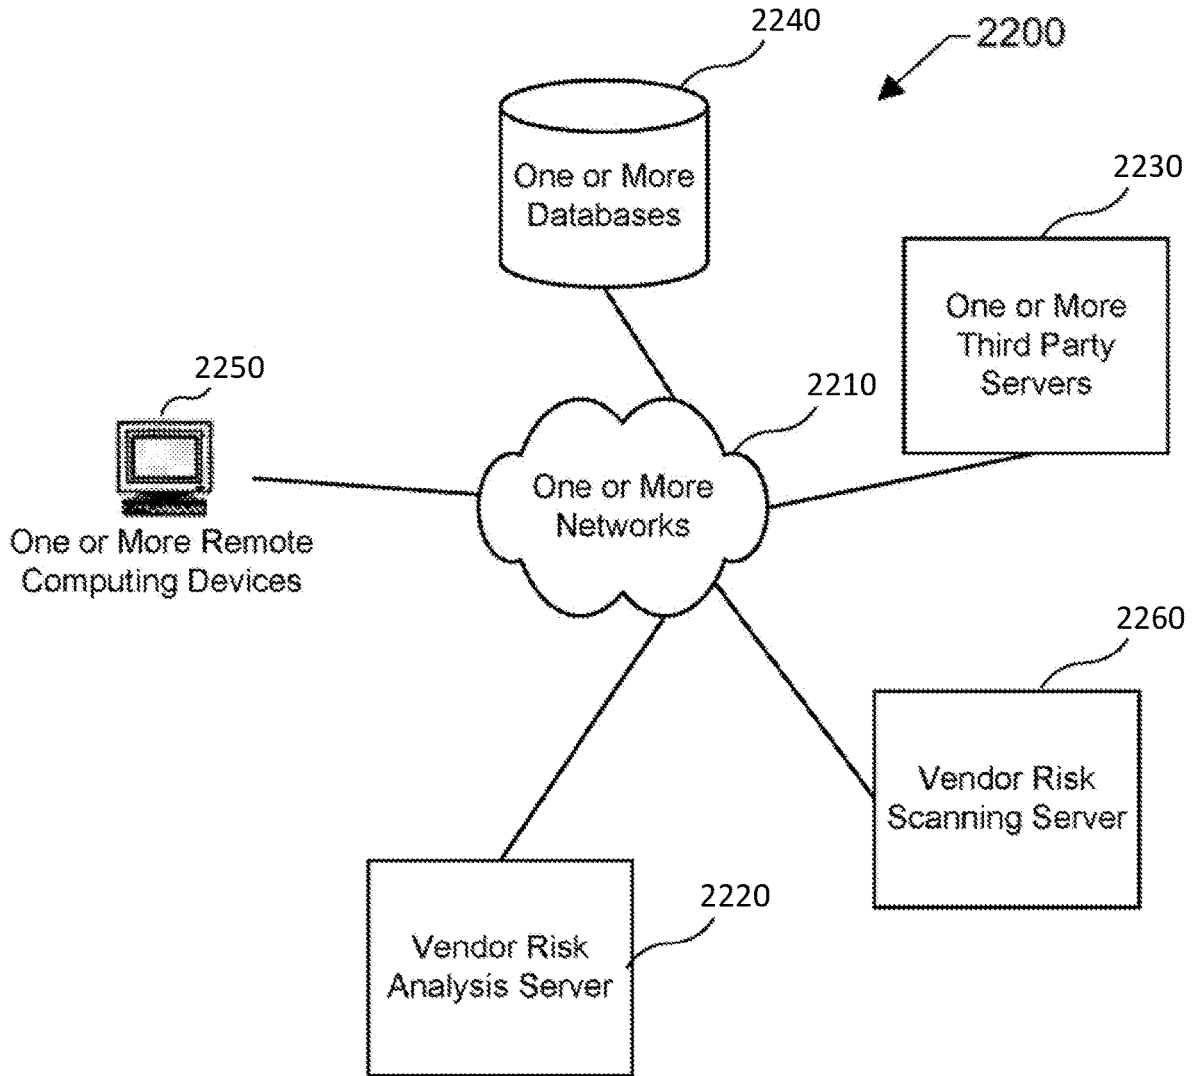 2240
2200
One or More
Databases
2230
One or More
Third Party
Servers
2250
2210
One or More
Networks
One or More Remote
Computing Devices
2260
Vendor Risk
Scanning Server
2220
Vendor Risk
Analysis Server